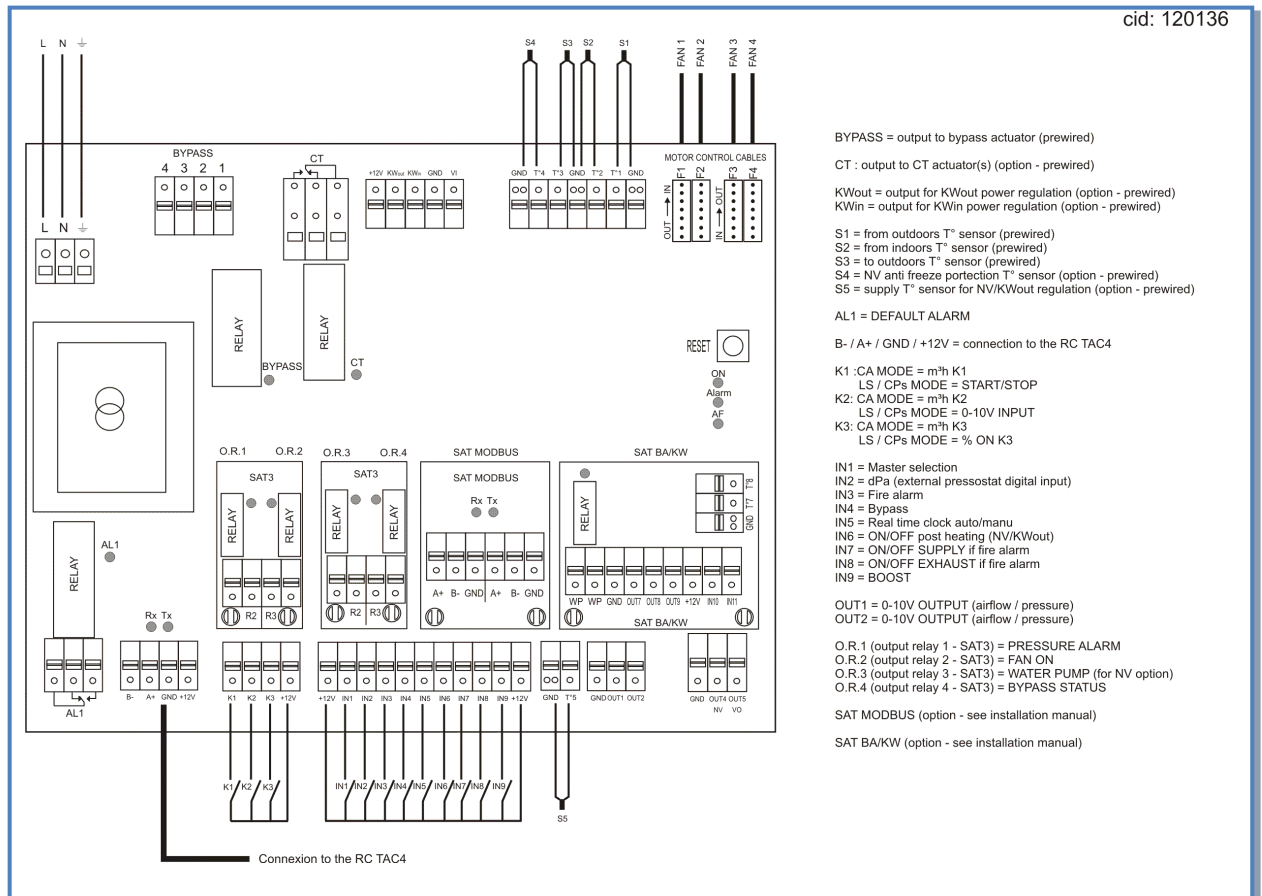 cid: 120136
L N
S4 S3 S2 S1
FAN 1
FAN 2
FAN 3
FAN 4
BYPASS
4 3 2 1
CT
+12V KWout KWin GND VI
GND T°4 T°3 GND T°2 T°1 GND
MOTOR CONTROL CABLES
F1
F2
F3
F4
OUT → IN
IN → OUT
L N
RELAY
BYPASS
RELAY
CT
RESET
ON
Alarm
AF
O.R.1 O.R.2
SAT3
RELAY
RELAY
R2 R3
O.R.3 O.R.4
SAT3
RELAY
RELAY
R2 R3
SAT MODBUS
SAT MODBUS
Rx Tx
A+ B- GND A+ B- GND
SAT BA/KW
RELAY
T°8
T°7
GND
WP WP GND OUT7 OUT8 OUT9 +12V IN10 IN11
SAT BA/KW
RELAY
AL1
AL1
Rx Tx
B- A+ GND +12V
K1 K2 K3 +12V
+12V IN1 IN2 IN3 IN4 IN5 IN6 IN7 IN8 IN9 +12V
GND T°5
GND OUT1 OUT2
GND OUT4 OUT5
NV VO
K1 K2 K3
IN1 IN2 IN3 IN4 IN5 IN6 IN7 IN8 IN9
S5
Connexion to the RC TAC4
BYPASS = output to bypass actuator (prewired)
CT : output to CT actuator(s) (option - prewired)
KWout = output for KWout power regulation (option - prewired)
KWin = output for KWin power regulation (option - prewired)
S1 = from outdoors T° sensor (prewired)
S2 = from indoors T° sensor (prewired)
S3 = to outdoors T° sensor (prewired)
S4 = NV anti freeze portection T° sensor (option - prewired)
S5 = supply T° sensor for NV/KWout regulation (option - prewired)
AL1 = DEFAULT ALARM
B- / A+ / GND / +12V = connection to the RC TAC4
K1 :CA MODE = m³h K1
LS / CPs MODE = START/STOP
K2: CA MODE = m³h K2
LS / CPs MODE = 0-10V INPUT
K3: CA MODE = m³h K3
LS / CPs MODE = % ON K3
IN1 = Master selection
IN2 = dPa (external pressostat digital input)
IN3 = Fire alarm
IN4 = Bypass
IN5 = Real time clock auto/manu
IN6 = ON/OFF post heating (NV/KWout)
IN7 = ON/OFF SUPPLY if fire alarm
IN8 = ON/OFF EXHAUST if fire alarm
IN9 = BOOST
OUT1 = 0-10V OUTPUT (airflow / pressure)
OUT2 = 0-10V OUTPUT (airflow / pressure)
O.R.1 (output relay 1 - SAT3) = PRESSURE ALARM
O.R.2 (output relay 2 - SAT3) = FAN ON
O.R.3 (output relay 3 - SAT3) = WATER PUMP (for NV option)
O.R.4 (output relay 4 - SAT3) = BYPASS STATUS
SAT MODBUS (option - see installation manual)
SAT BA/KW (option - see installation manual)